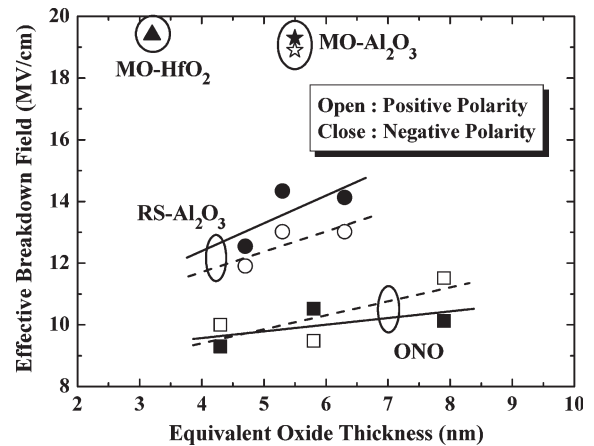 Effective Breakdown Field (MV/cm)
20
18
16
14
12
10
8
6
MO-HfO₂
MO-Al₂O₃
Open : Positive Polarity
Close : Negative Polarity
RS-Al₂O₃
ONO
2 3 4 5 6 7 8 9 10
Equivalent Oxide Thickness (nm)